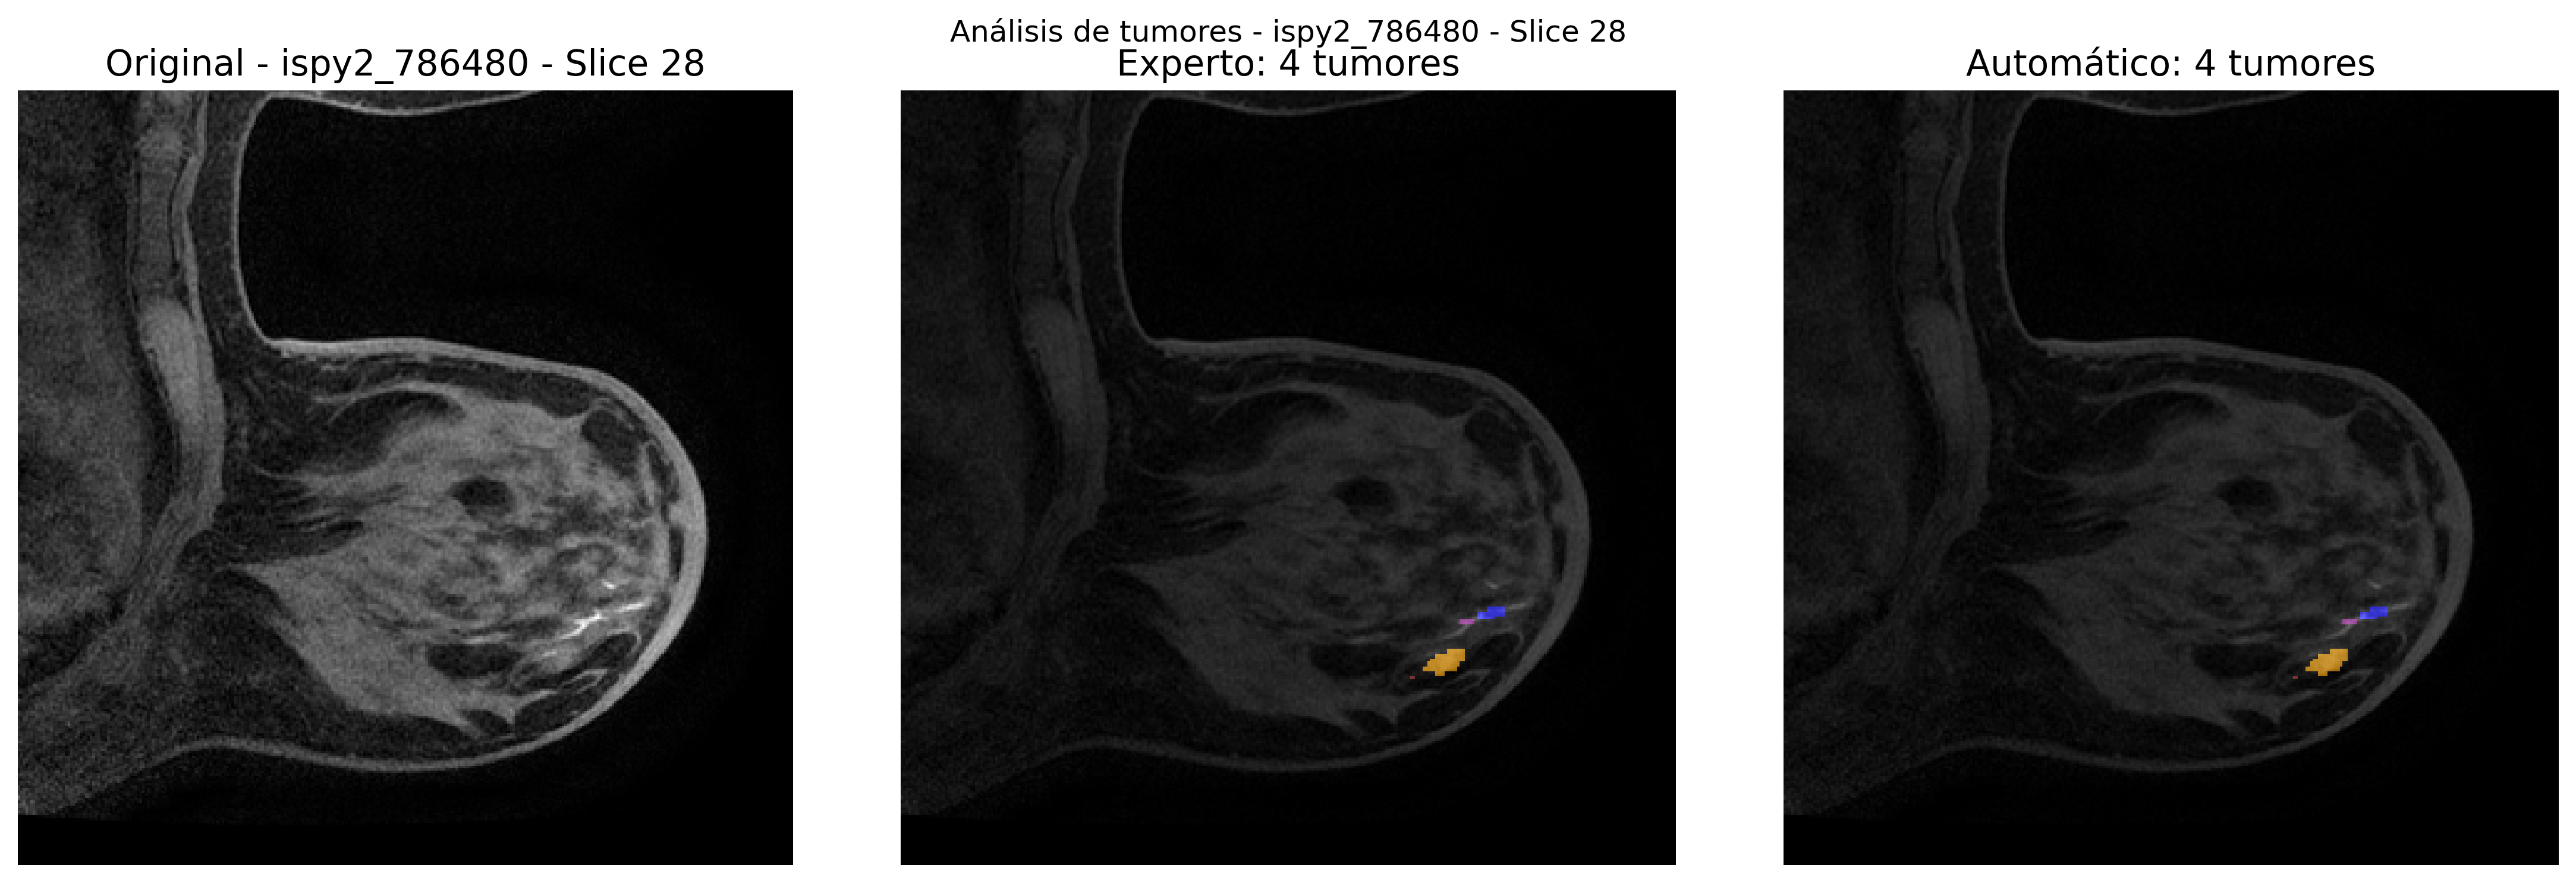 Análisis de tumores - ispy2_786480 - Slice 28
Original - ispy2_786480 - Slice 28
Experto: 4 tumores
Automático: 4 tumores